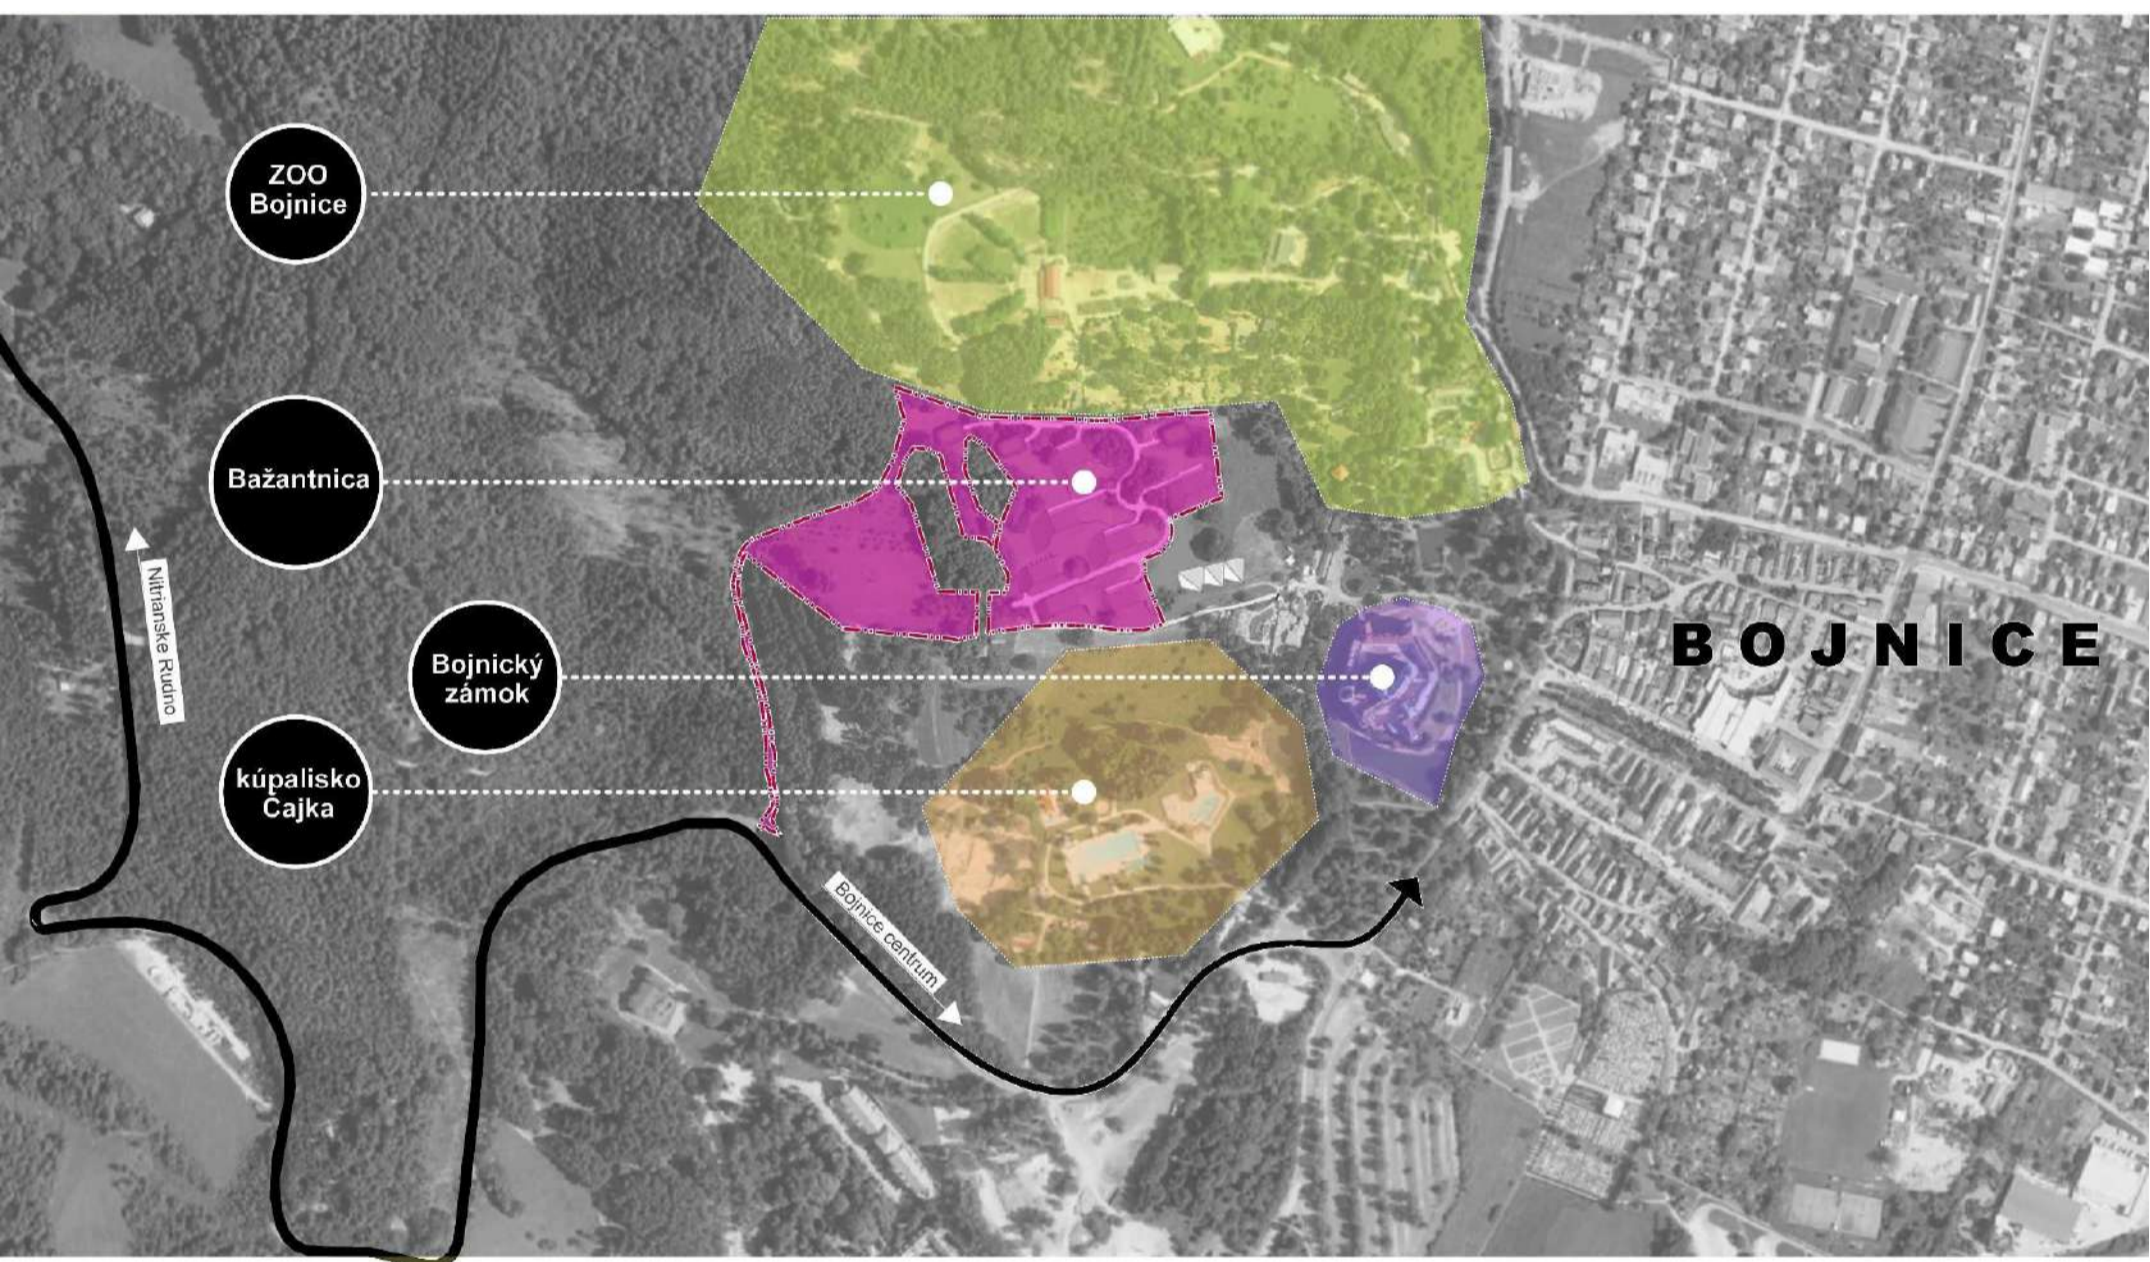 ZOO
Bojnice
Bažantnica
Nitrianske Rudno
Bojnický
zámok
BOJNICE
kúpalisko
Čajka
Bojnice centrum